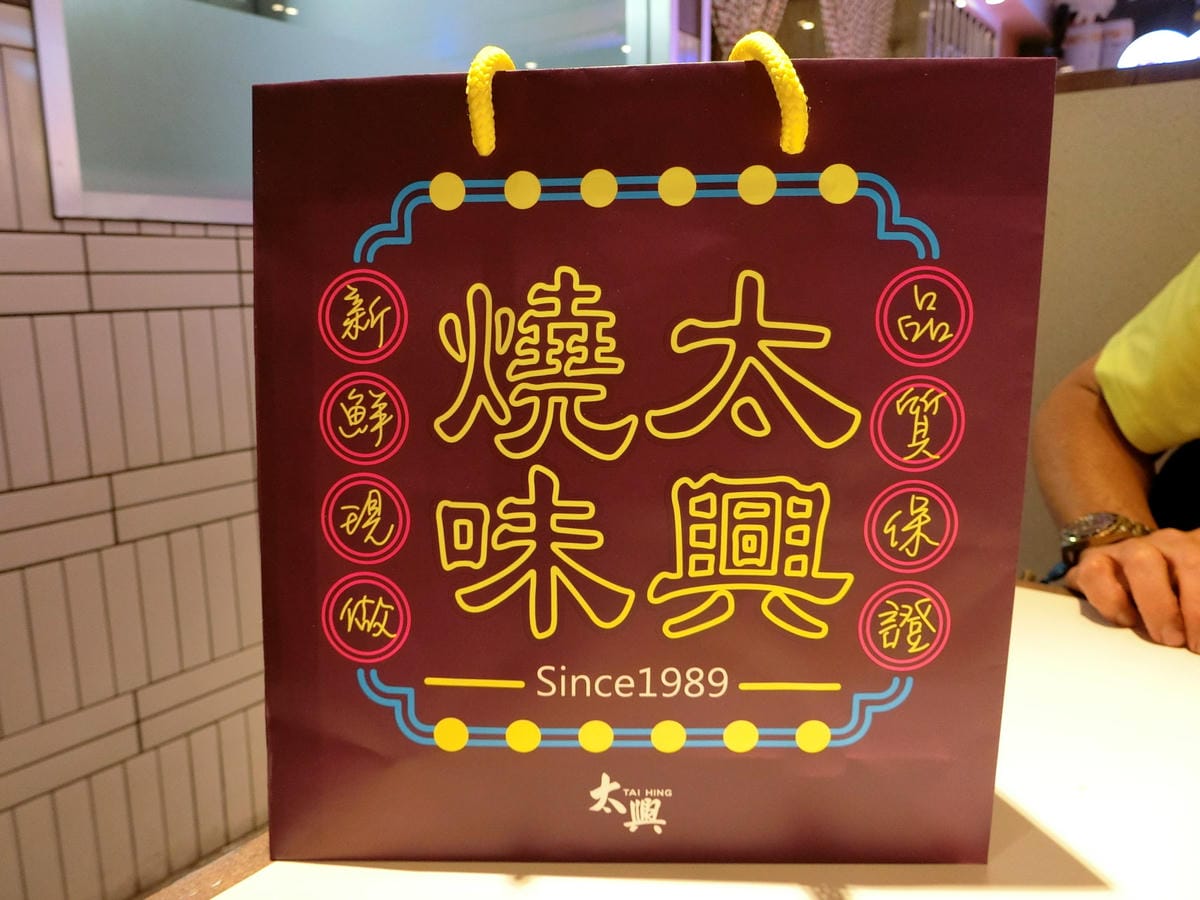 品質保證
太興
燒味
新鮮現做
Since1989
太興
TAI HING